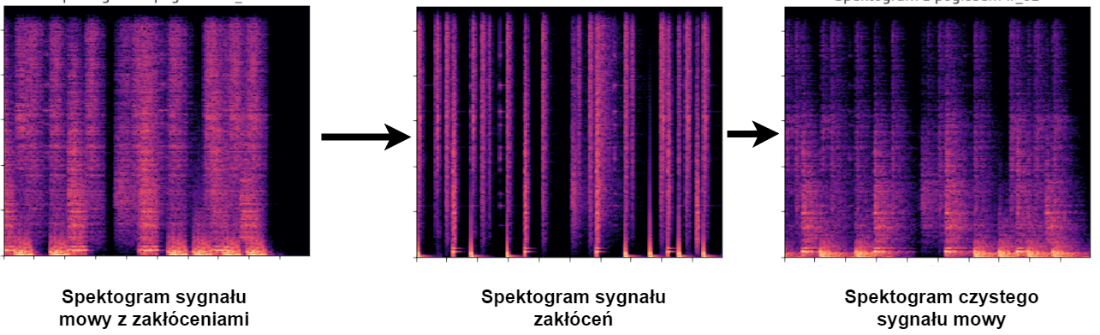 Spektogram sygnału
mowy z zakłóceniami
Spektogram sygnału
zakłóceń
Spektogram czystego
sygnału mowy